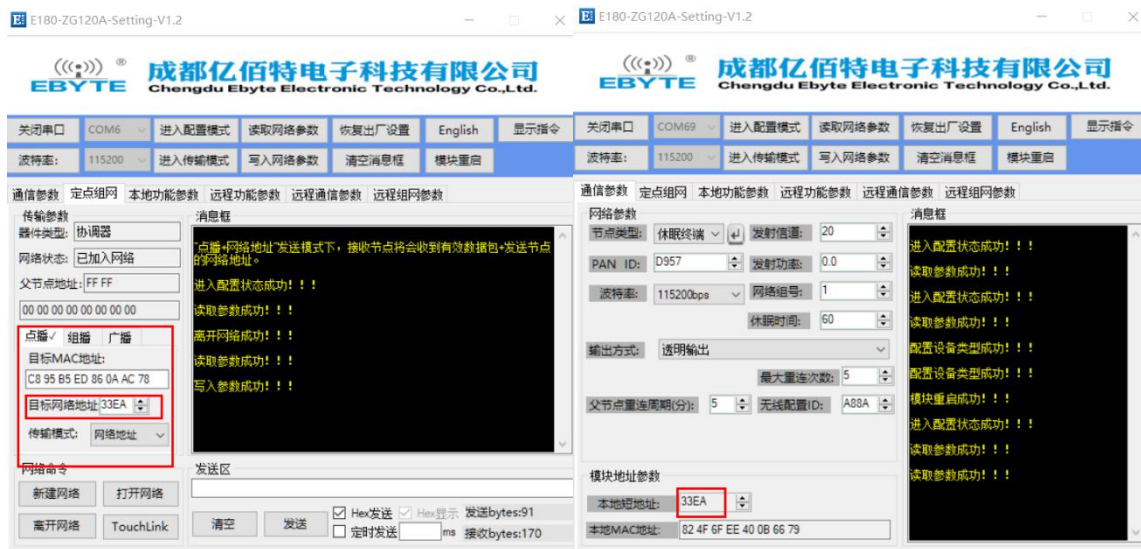 E180-ZG120A-Setting-V1.2
EBYTE ®
成都亿佰特电子科技有限公司
Chengdu Ebyte Electronic Technology Co.,Ltd.
关闭串口 COM6 进入配置模式 读取网络参数 恢复出厂设置 English 显示指令
波特率: 115200 进入传输模式 写入网络参数 清空消息框 模块重启
通信参数 定点组网 本地功能参数 远程功能参数 远程通信参数 远程组网参数
传输参数
器件类型: 协调器
网络状态: 已加入网络
父节点地址: FF FF
00 00 00 00 00 00 00 00
点播✓ 组播 广播
目标MAC地址:
C8 95 B5 ED 86 0A AC 78
目标网络地址 33EA
传输模式: 网络地址
网络命令
新建网络 打开网络
离开网络 TouchLink
消息框
"点播+网络地址"发送模式下，接收节点将会收到有效数据包+发送节点
的网络地址。
进入配置状态成功！！！
读取参数成功！！！
离开网络成功！！！
读取参数成功！！！
写入参数成功！！！
发送区
清空 发送 Hex发送 Hex显示 发送bytes:91
定时发送 ms 接收bytes:170
E180-ZG120A-Setting-V1.2
EBYTE ®
成都亿佰特电子科技有限公司
Chengdu Ebyte Electronic Technology Co.,Ltd.
关闭串口 COM69 进入配置模式 读取网络参数 恢复出厂设置 English 显示指令
波特率: 115200 进入传输模式 写入网络参数 清空消息框 模块重启
通信参数 定点组网 本地功能参数 远程功能参数 远程通信参数 远程组网参数
网络参数
节点类型: 休眠终端 发射信道: 20
PAN ID: D957 发射功率: 0.0
波特率: 115200bps 网络组号: 1
休眠时间: 60
输出方式: 透明输出
最大重连次数: 5
父节点重连周期(分): 5 无线配置ID: A88A
模块地址参数
本地短地址: 33EA
本地MAC地址: 82 4F 6F EE 40 0B 66 79
消息框
进入配置状态成功！！！
读取参数成功！！！
进入配置状态成功！！！
读取参数成功！！！
配置设备类型成功！！！
配置设备类型成功！！！
模块重启成功！！！
进入配置状态成功！！！
读取参数成功！！！
读取参数成功！！！